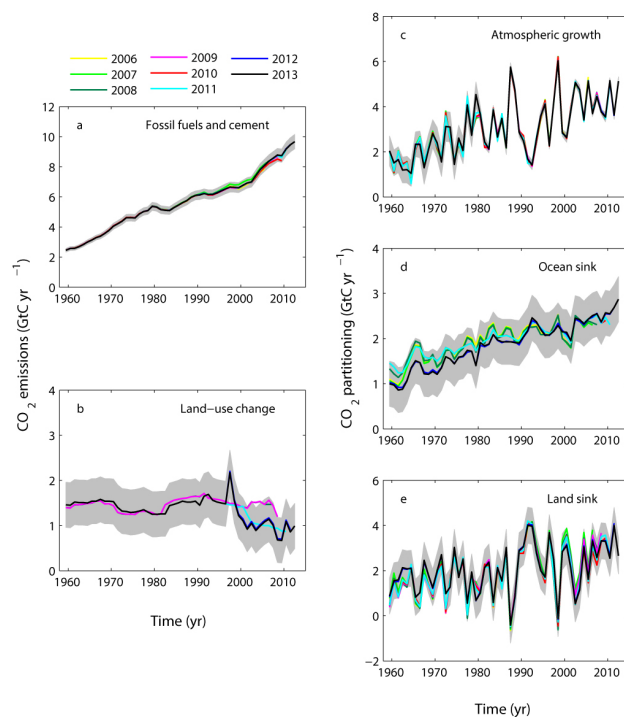 2006 2009 2012
2007 2010 2013
2008 2011
a Fossil fuels and cement
12
10
8
6
4
2
0
1960 1970 1980 1990 2000 2010
b Land–use change
4
3
2
1
0
1960 1970 1980 1990 2000 2010
Time (yr)
CO2 emissions (GtC yr −1)
c Atmospheric growth
8
6
4
2
0
1960 1970 1980 1990 2000 2010
d Ocean sink
4
3
2
1
0
1960 1970 1980 1990 2000 2010
e Land sink
6
4
2
0
−2
1960 1970 1980 1990 2000 2010
Time (yr)
CO2 partitioning (GtC yr −1)